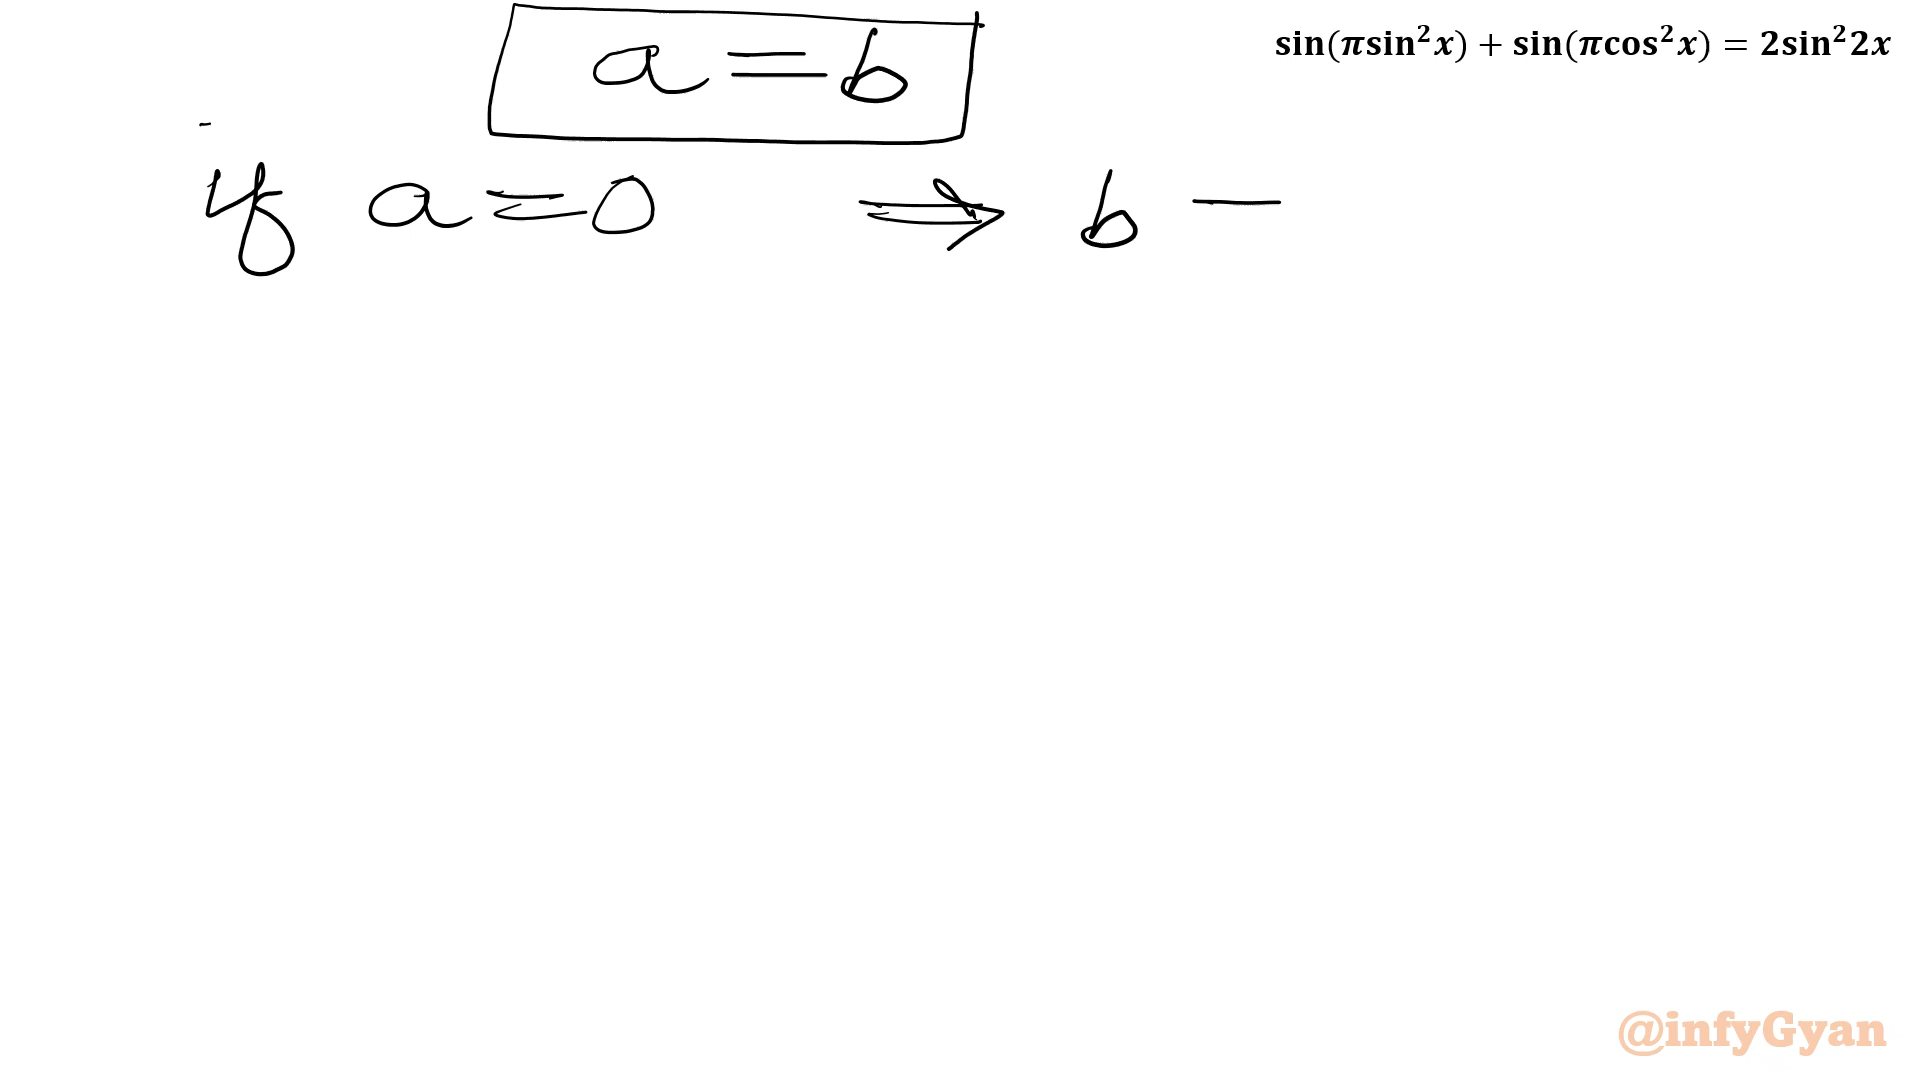 a = b
sin(πsin²x) + sin(πcos²x) = 2sin²2x
if a = 0 ⇒ b −
@infyGyan